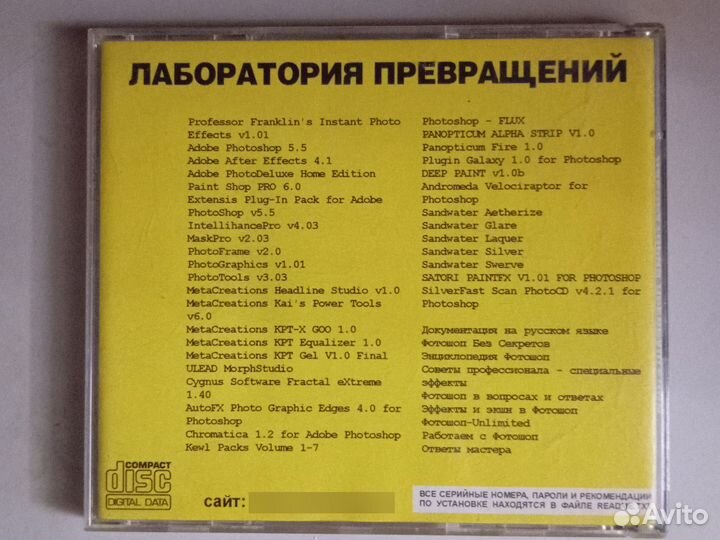 ЛАБОРАТОРИЯ ПРЕВРАЩЕНИЙ
Professor Franklin's Instant Photo
Effects v1.01
Adobe Photoshop 5.5
Adobe After Effects 4.1
Adobe PhotoDeluxe Home Edition
Paint Shop PRO 6.0
Extensis Plug-In Pack for Adobe
PhotoShop v5.5
IntellihancePro v4.03
MaskPro v2.03
PhotoFrame v2.0
PhotoGraphics v1.01
PhotoTools v3.03
MetaCreations Headline Studio v1.0
MetaCreations Kai's Power Tools
v6.0
MetaCreations KPT-X GOO 1.0
MetaCreations KPT Equalizer 1.0
MetaCreations KPT Gel V1.0 Final
ULEAD MorphStudio
Cygnus Software Fractal eXtreme
1.40
AutoFX Photo Graphic Edges 4.0 for
Photoshop
Chromatica 1.2 for Adobe Photoshop
Kewl Packs Volume 1-7
Photoshop - FLUX
PANOPTICUM ALPHA STRIP V1.0
Panopticum Fire 1.0
Plugin Galaxy 1.0 for Photoshop
DEEP PAINT v1.0b
Andromeda Velociraptor for
Photoshop
Sandwater Aetherize
Sandwater Glare
Sandwater Laquer
Sandwater Silver
Sandwater Swerve
SATORI PAINTFX V1.01 FOR PHOTOSHOP
SilverFast Scan PhotoCD v4.2.1 for
Photoshop
Документация на русском языке
Фотошоп Без Секретов
Энциклопедия Фотошоп
Советы профессионала - специальные
эффекты
Фотошоп в вопросах и ответах
Эффекты и экшн в Фотошоп
Фотошоп-Unlimited
Работаем с Фотошоп
Ответы мастера
COMPACT
disc
DIGITAL DATA
сайт:
ВСЕ СЕРИЙНЫЕ НОМЕРА, ПАРОЛИ И РЕКОМЕНДАЦИИ
ПО УСТАНОВКЕ НАХОДЯТСЯ В ФАЙЛЕ
Avito